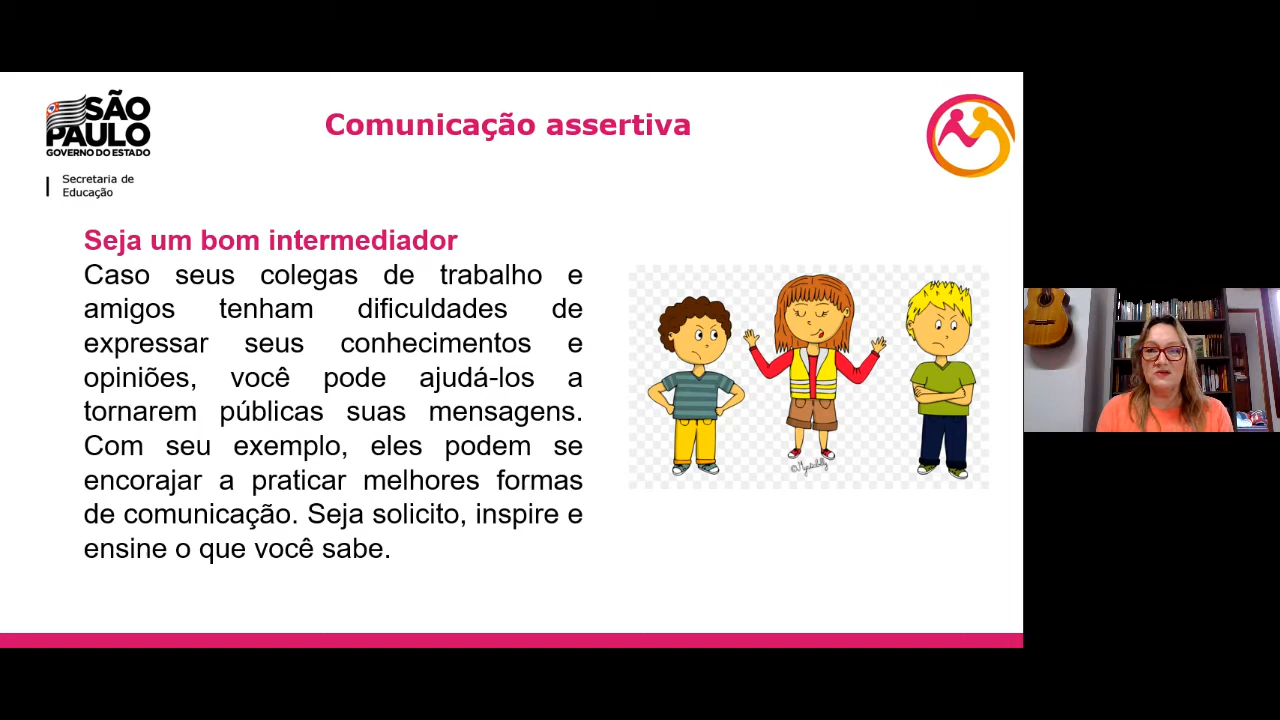 SÃO
PAULO
GOVERNO DO ESTADO
Secretaria de
Educação
Comunicação assertiva
Seja um bom intermediador
Caso seus colegas de trabalho e
amigos tenham dificuldades de
expressar seus conhecimentos e
opiniões, você pode ajudá-los a
tornarem públicas suas mensagens.
Com seu exemplo, eles podem se
encorajar a praticar melhores formas
de comunicação. Seja solicito, inspire e
ensine o que você sabe.